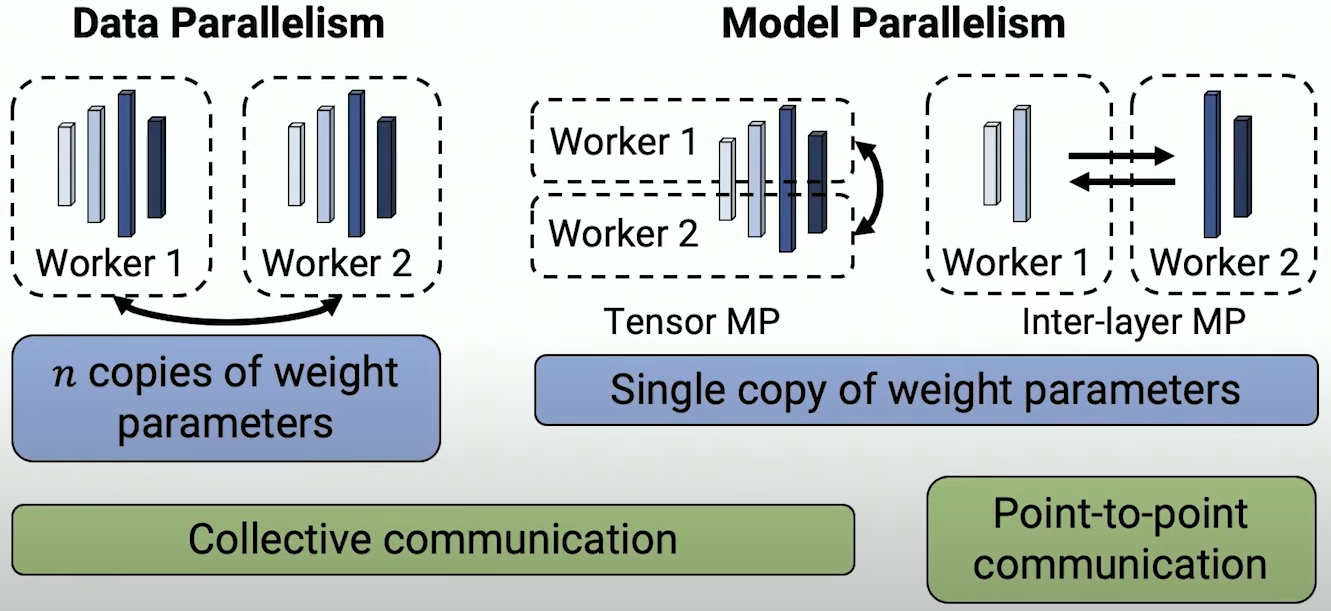 Data Parallelism
Model Parallelism
Worker 1
Worker 2
Worker 1
Worker 2
Worker 1
Worker 2
Tensor MP
Inter-layer MP
n copies of weight
parameters
Single copy of weight parameters
Collective communication
Point-to-point
communication